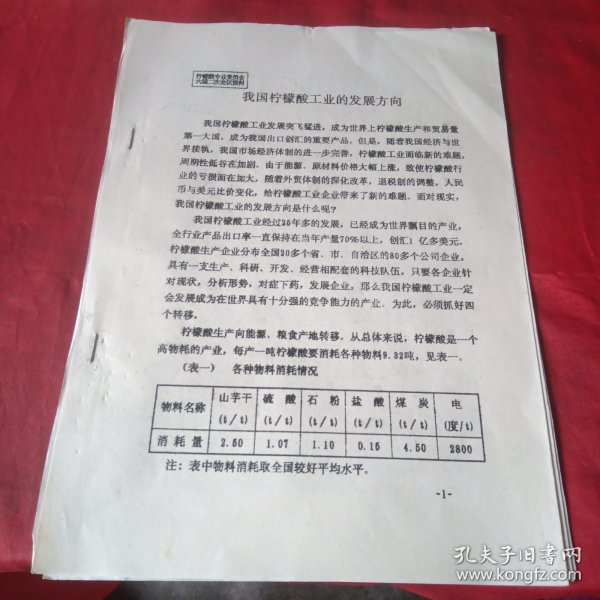 柠檬酸专业委员会
六届二次会议资料
我国柠檬酸工业的发展方向
我国柠檬酸工业发展突飞猛进，成为世界上柠檬酸生产和贸易量
第一大国，成为我国出口创汇的重要产品。但是，随着我国经济与世
界接轨，我国市场经济体制的进一步完善，柠檬酸工业面临新的难题，
周期性低谷在加剧。由于能源、原材料价格大幅上涨，致使柠檬酸行
业的亏损面在加大，随着外贸体制的深化改革，退税制的调整，人民
币与美元比价变化，给柠檬酸工业企业带来了新的难题。面对现实，
我国柠檬酸工业的发展方向是什么呢？
我国柠檬酸工业经过25年多的发展，已经成为世界瞩目的产业，
全行业产品出口率一直保持在当年产量70%以上，创汇1亿多美元。
柠檬酸生产企业分布全国20多个省、市、自治区的80多个公司企业，
具有一支生产、科研、开发、经营相配套的科技队伍，只要各企业针
对现状，分析形势，对症下药，发展企业，那么我国柠檬酸工业一定
会发展成为在世界具有十分强的竞争能力的产业。为此，必须抓好四
个转移。
柠檬酸生产向能源、粮食产地转移。从总体来说，柠檬酸是一个
高物耗的产业，每产一吨柠檬酸要消耗各种物料9.32吨，见表一。
（表一） 各种物料消耗情况
物料名称 山芋干(t/t) 硫酸(t/t) 石粉(t/t) 盐酸(t/t) 煤炭(t/t) 电(度/t)
消耗量 2.50 1.07 1.10 0.15 4.50 2800
注：表中物料消耗取全国较好平均水平。
-1-
孔夫子旧书网
www.kongfz.com